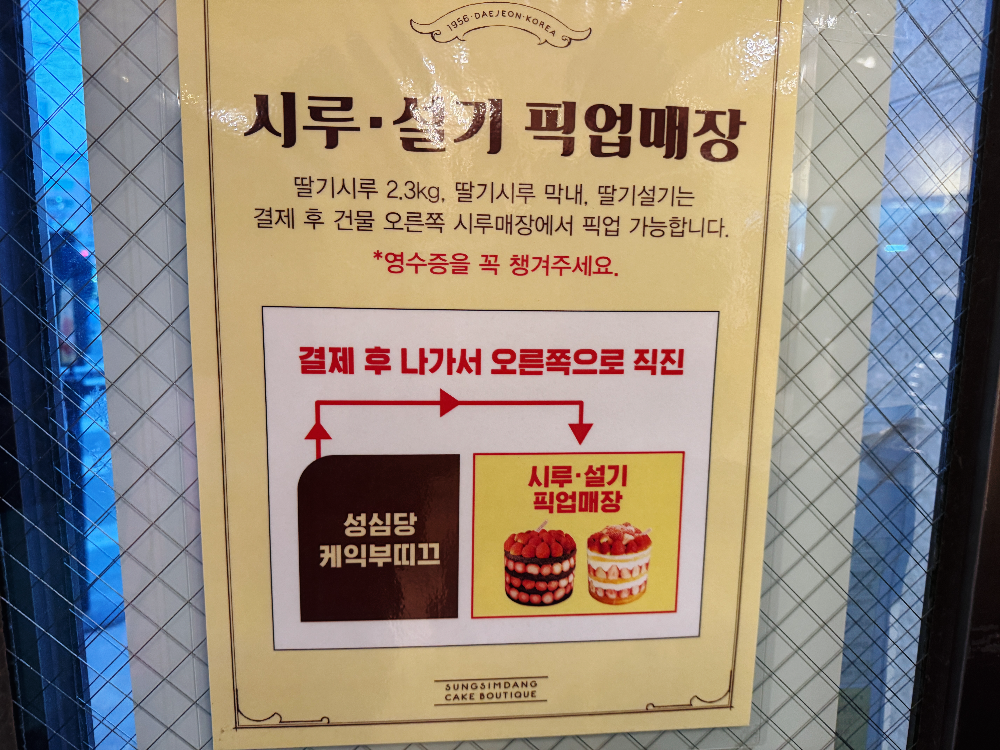 1956·DAEJEON·KOREA
시루·설기 픽업매장
딸기시루 2.3kg, 딸기시루 막내, 딸기설기는
결제 후 건물 오른쪽 시루매장에서 픽업 가능합니다.
*영수증을 꼭 챙겨주세요.
결제 후 나가서 오른쪽으로 직진
성심당
케익부띠끄
시루·설기
픽업매장
SUNGSIMDANG
CAKE BOUTIQUE